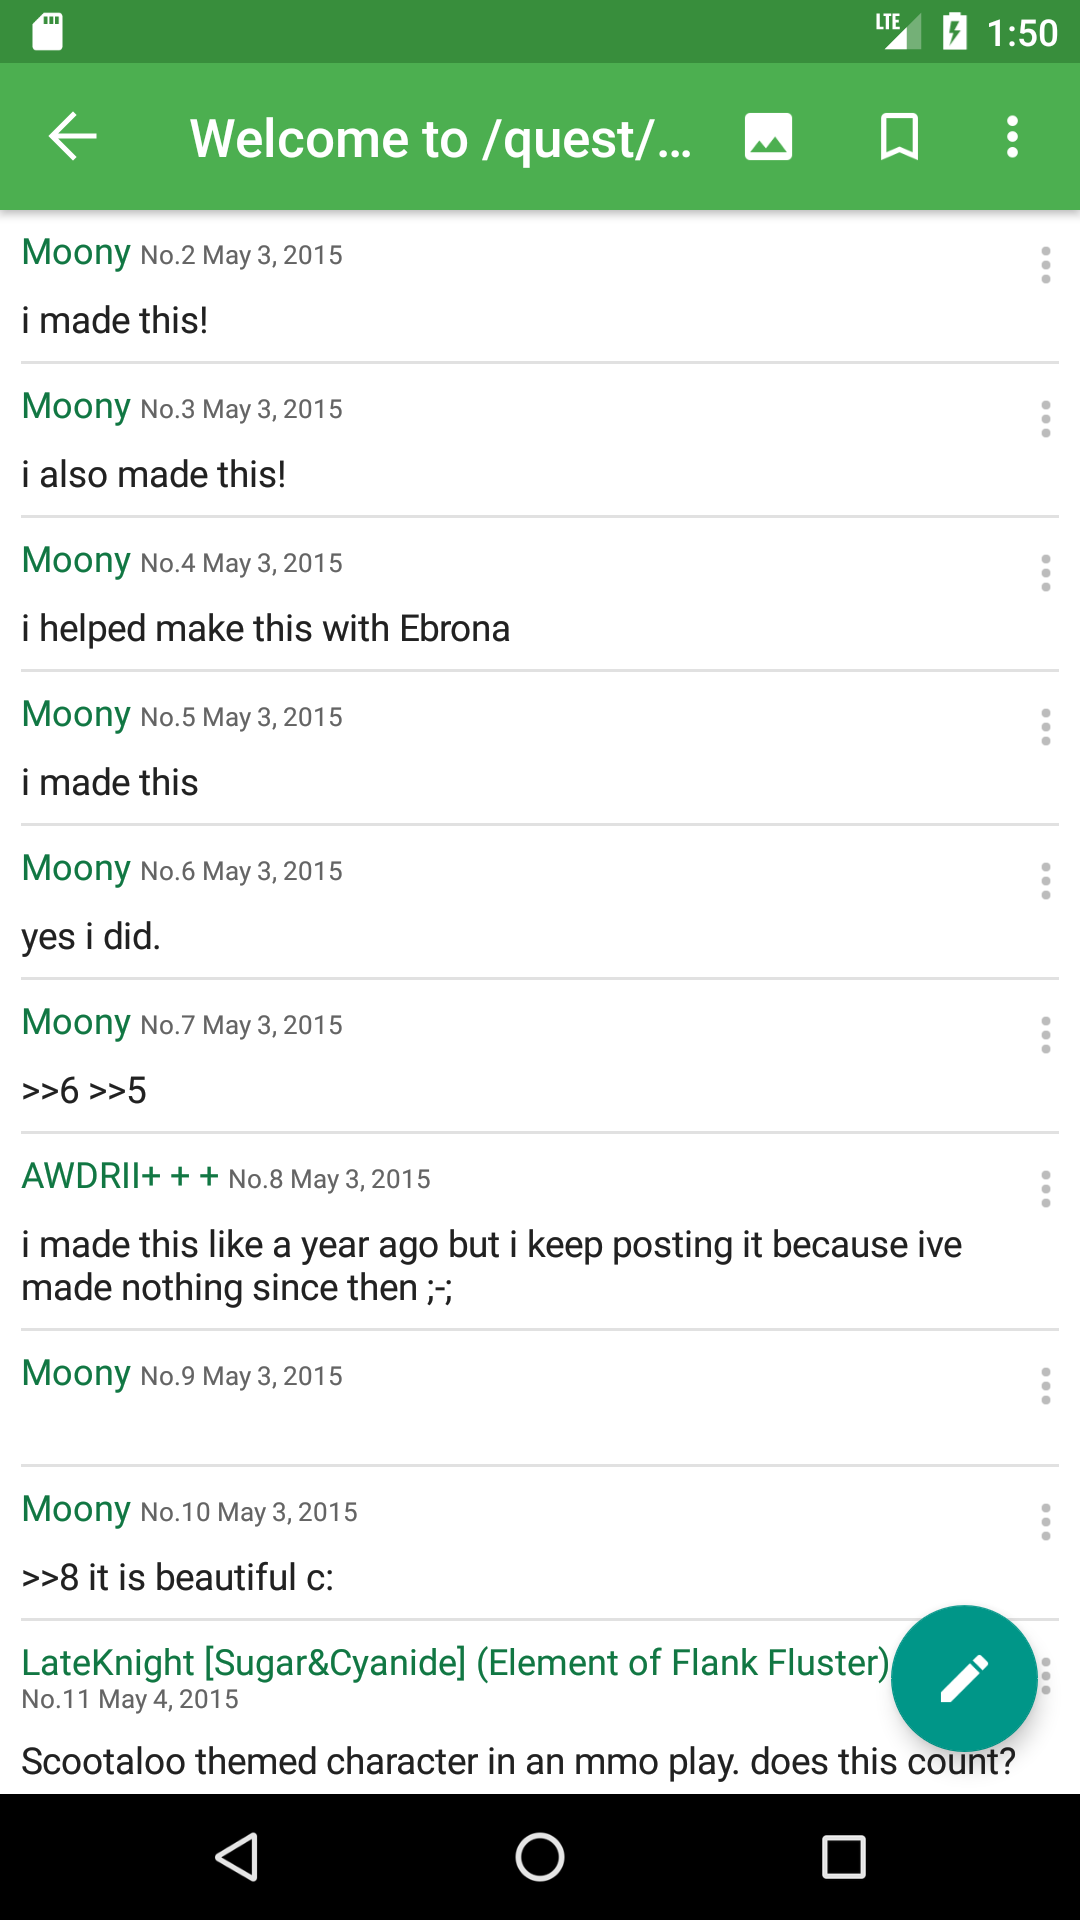 LTE 1:50
Welcome to /quest/...
Moony No.2 May 3, 2015
i made this!
Moony No.3 May 3, 2015
i also made this!
Moony No.4 May 3, 2015
i helped make this with Ebrona
Moony No.5 May 3, 2015
i made this
Moony No.6 May 3, 2015
yes i did.
Moony No.7 May 3, 2015
>>6 >>5
AWDRII+ + + No.8 May 3, 2015
i made this like a year ago but i keep posting it because ive
made nothing since then ;-;
Moony No.9 May 3, 2015
Moony No.10 May 3, 2015
>>8 it is beautiful c:
LateKnight [Sugar&Cyanide] (Element of Flank Fluster)
No.11 May 4, 2015
Scootaloo themed character in an mmo play. does this count?